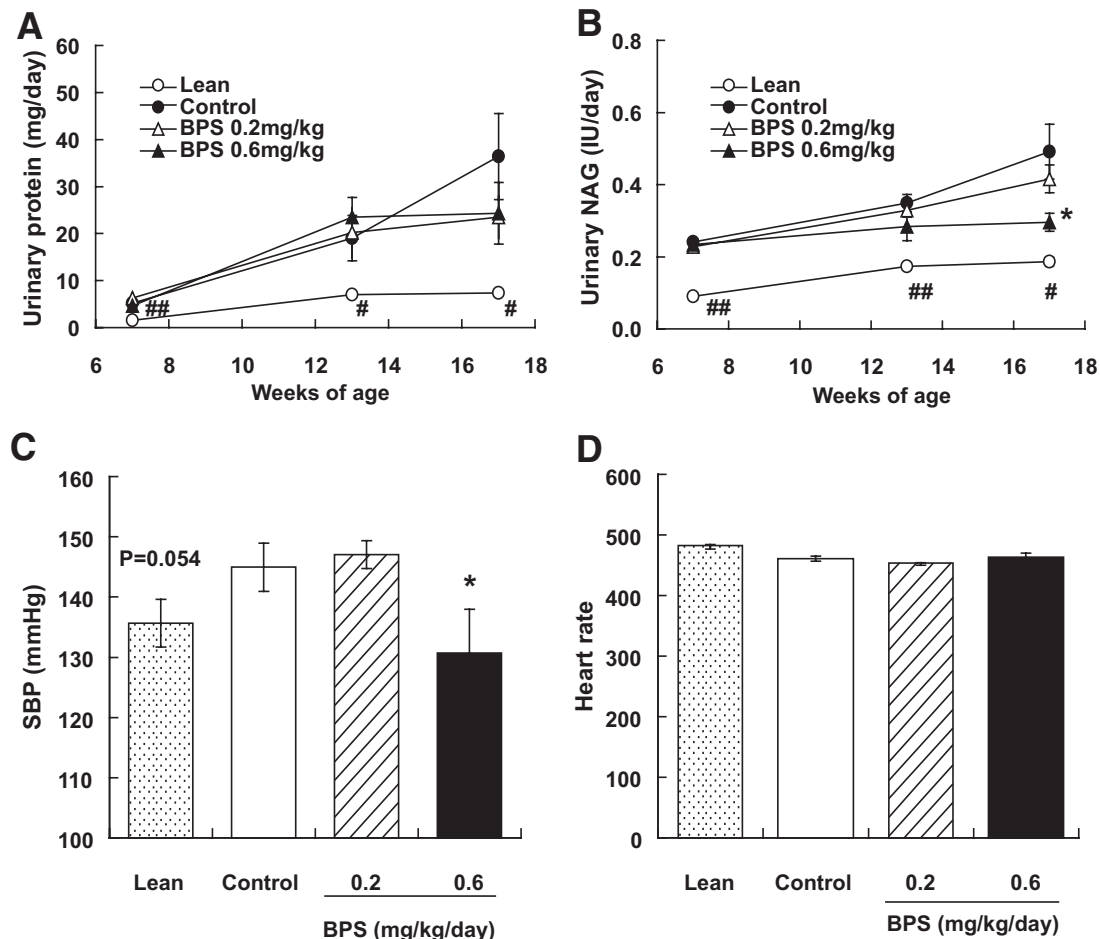 A
Urinary protein (mg/day)
60
50
40
30
20
10
0
Lean
Control
BPS 0.2mg/kg
BPS 0.6mg/kg
##
#
#
6 8 10 12 14 16 18
Weeks of age
B
Urinary NAG (IU/day)
0.8
0.6
0.4
0.2
0.0
Lean
Control
BPS 0.2mg/kg
BPS 0.6mg/kg
*
##
##
#
6 8 10 12 14 16 18
Weeks of age
C
SBP (mmHg)
160
150
140
130
120
110
100
P=0.054
*
Lean Control 0.2 0.6
BPS (mg/kg/day)
D
Heart rate
600
500
400
300
200
100
0
Lean Control 0.2 0.6
BPS (mg/kg/day)